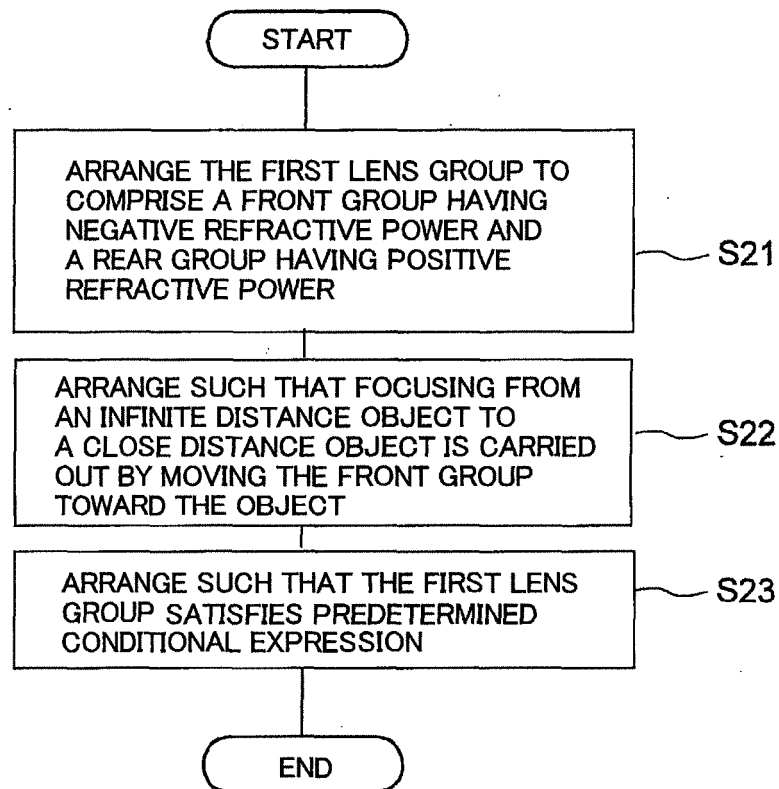 START
ARRANGE THE FIRST LENS GROUP TO
COMPRISE A FRONT GROUP HAVING
NEGATIVE REFRACTIVE POWER AND
A REAR GROUP HAVING POSITIVE
REFRACTIVE POWER
S21
ARRANGE SUCH THAT FOCUSING FROM
AN INFINITE DISTANCE OBJECT TO
A CLOSE DISTANCE OBJECT IS CARRIED
OUT BY MOVING THE FRONT GROUP
TOWARD THE OBJECT
S22
ARRANGE SUCH THAT THE FIRST LENS
GROUP SATISFIES PREDETERMINED
CONDITIONAL EXPRESSION
S23
END